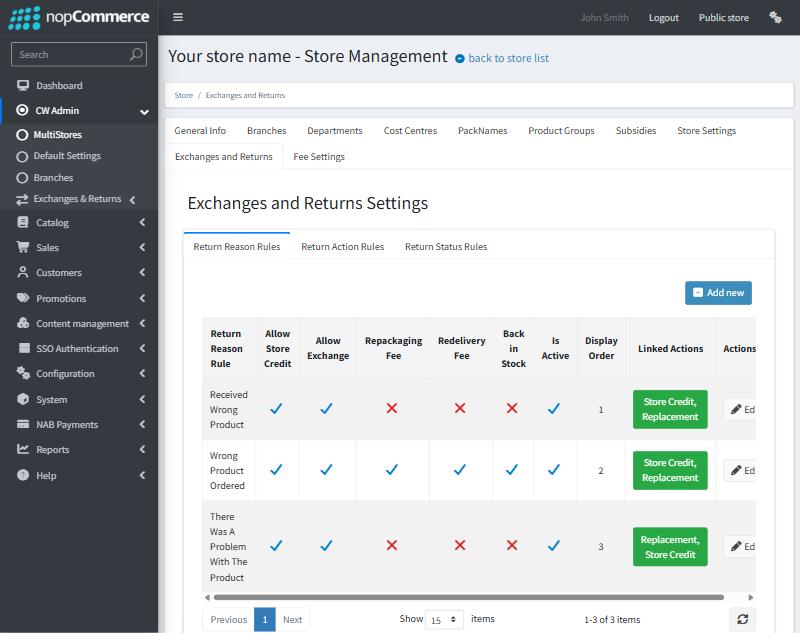 nopCommerce
John Smith
Logout
Public store
Search
Dashboard
CW Admin
MultiStores
Default Settings
Branches
Exchanges & Returns
Catalog
Sales
Customers
Promotions
Content management
SSO Authentication
Configuration
System
NAB Payments
Reports
Help
Your store name - Store Management back to store list
Store / Exchanges and Returns
General Info Branches Departments Cost Centres PackNames Product Groups Subsidies Store Settings
Exchanges and Returns Fee Settings
Exchanges and Returns Settings
Return Reason Rules Return Action Rules Return Status Rules
Add new
Return
Reason
Rule
Allow
Store
Credit
Allow
Exchange
Repackaging
Fee
Redelivery
Fee
Back
in
Stock
Is
Active
Display
Order
Linked Actions
Actions
Received
Wrong
Product
1
Store Credit,
Replacement
Ed
Wrong
Product
Ordered
2
Store Credit,
Replacement
Ed
There
Was A
Problem
With The
Product
3
Replacement,
Store Credit
Ed
Previous 1 Next
Show 15 items
1-3 of 3 items